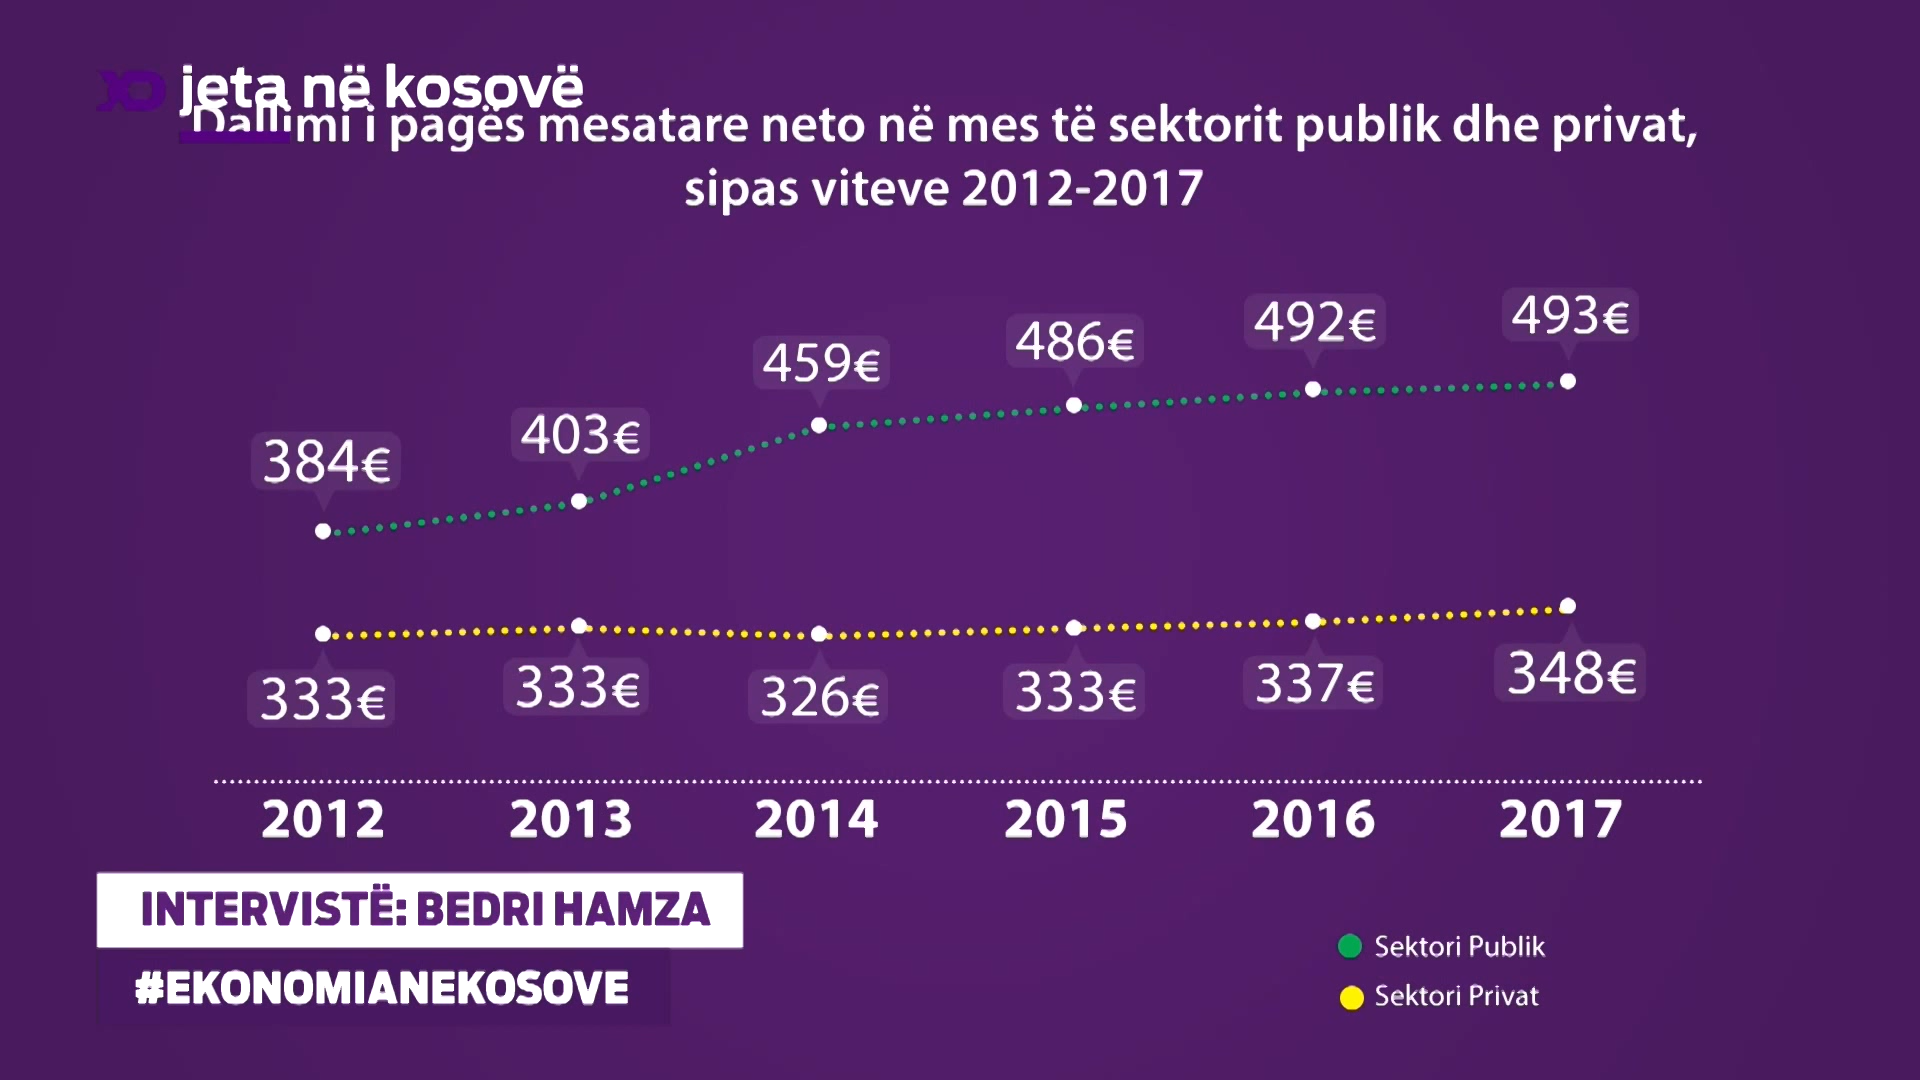 jeta në kosovë
Dallimi i pagës mesatare neto në mes të sektorit publik dhe privat,
sipas viteve 2012-2017
384€ 403€ 459€ 486€ 492€ 493€
333€ 333€ 326€ 333€ 337€ 348€
2012 2013 2014 2015 2016 2017
INTERVISTË: BEDRI HAMZA
#EKONOMIANEKOSOVE
Sektori Publik
Sektori Privat